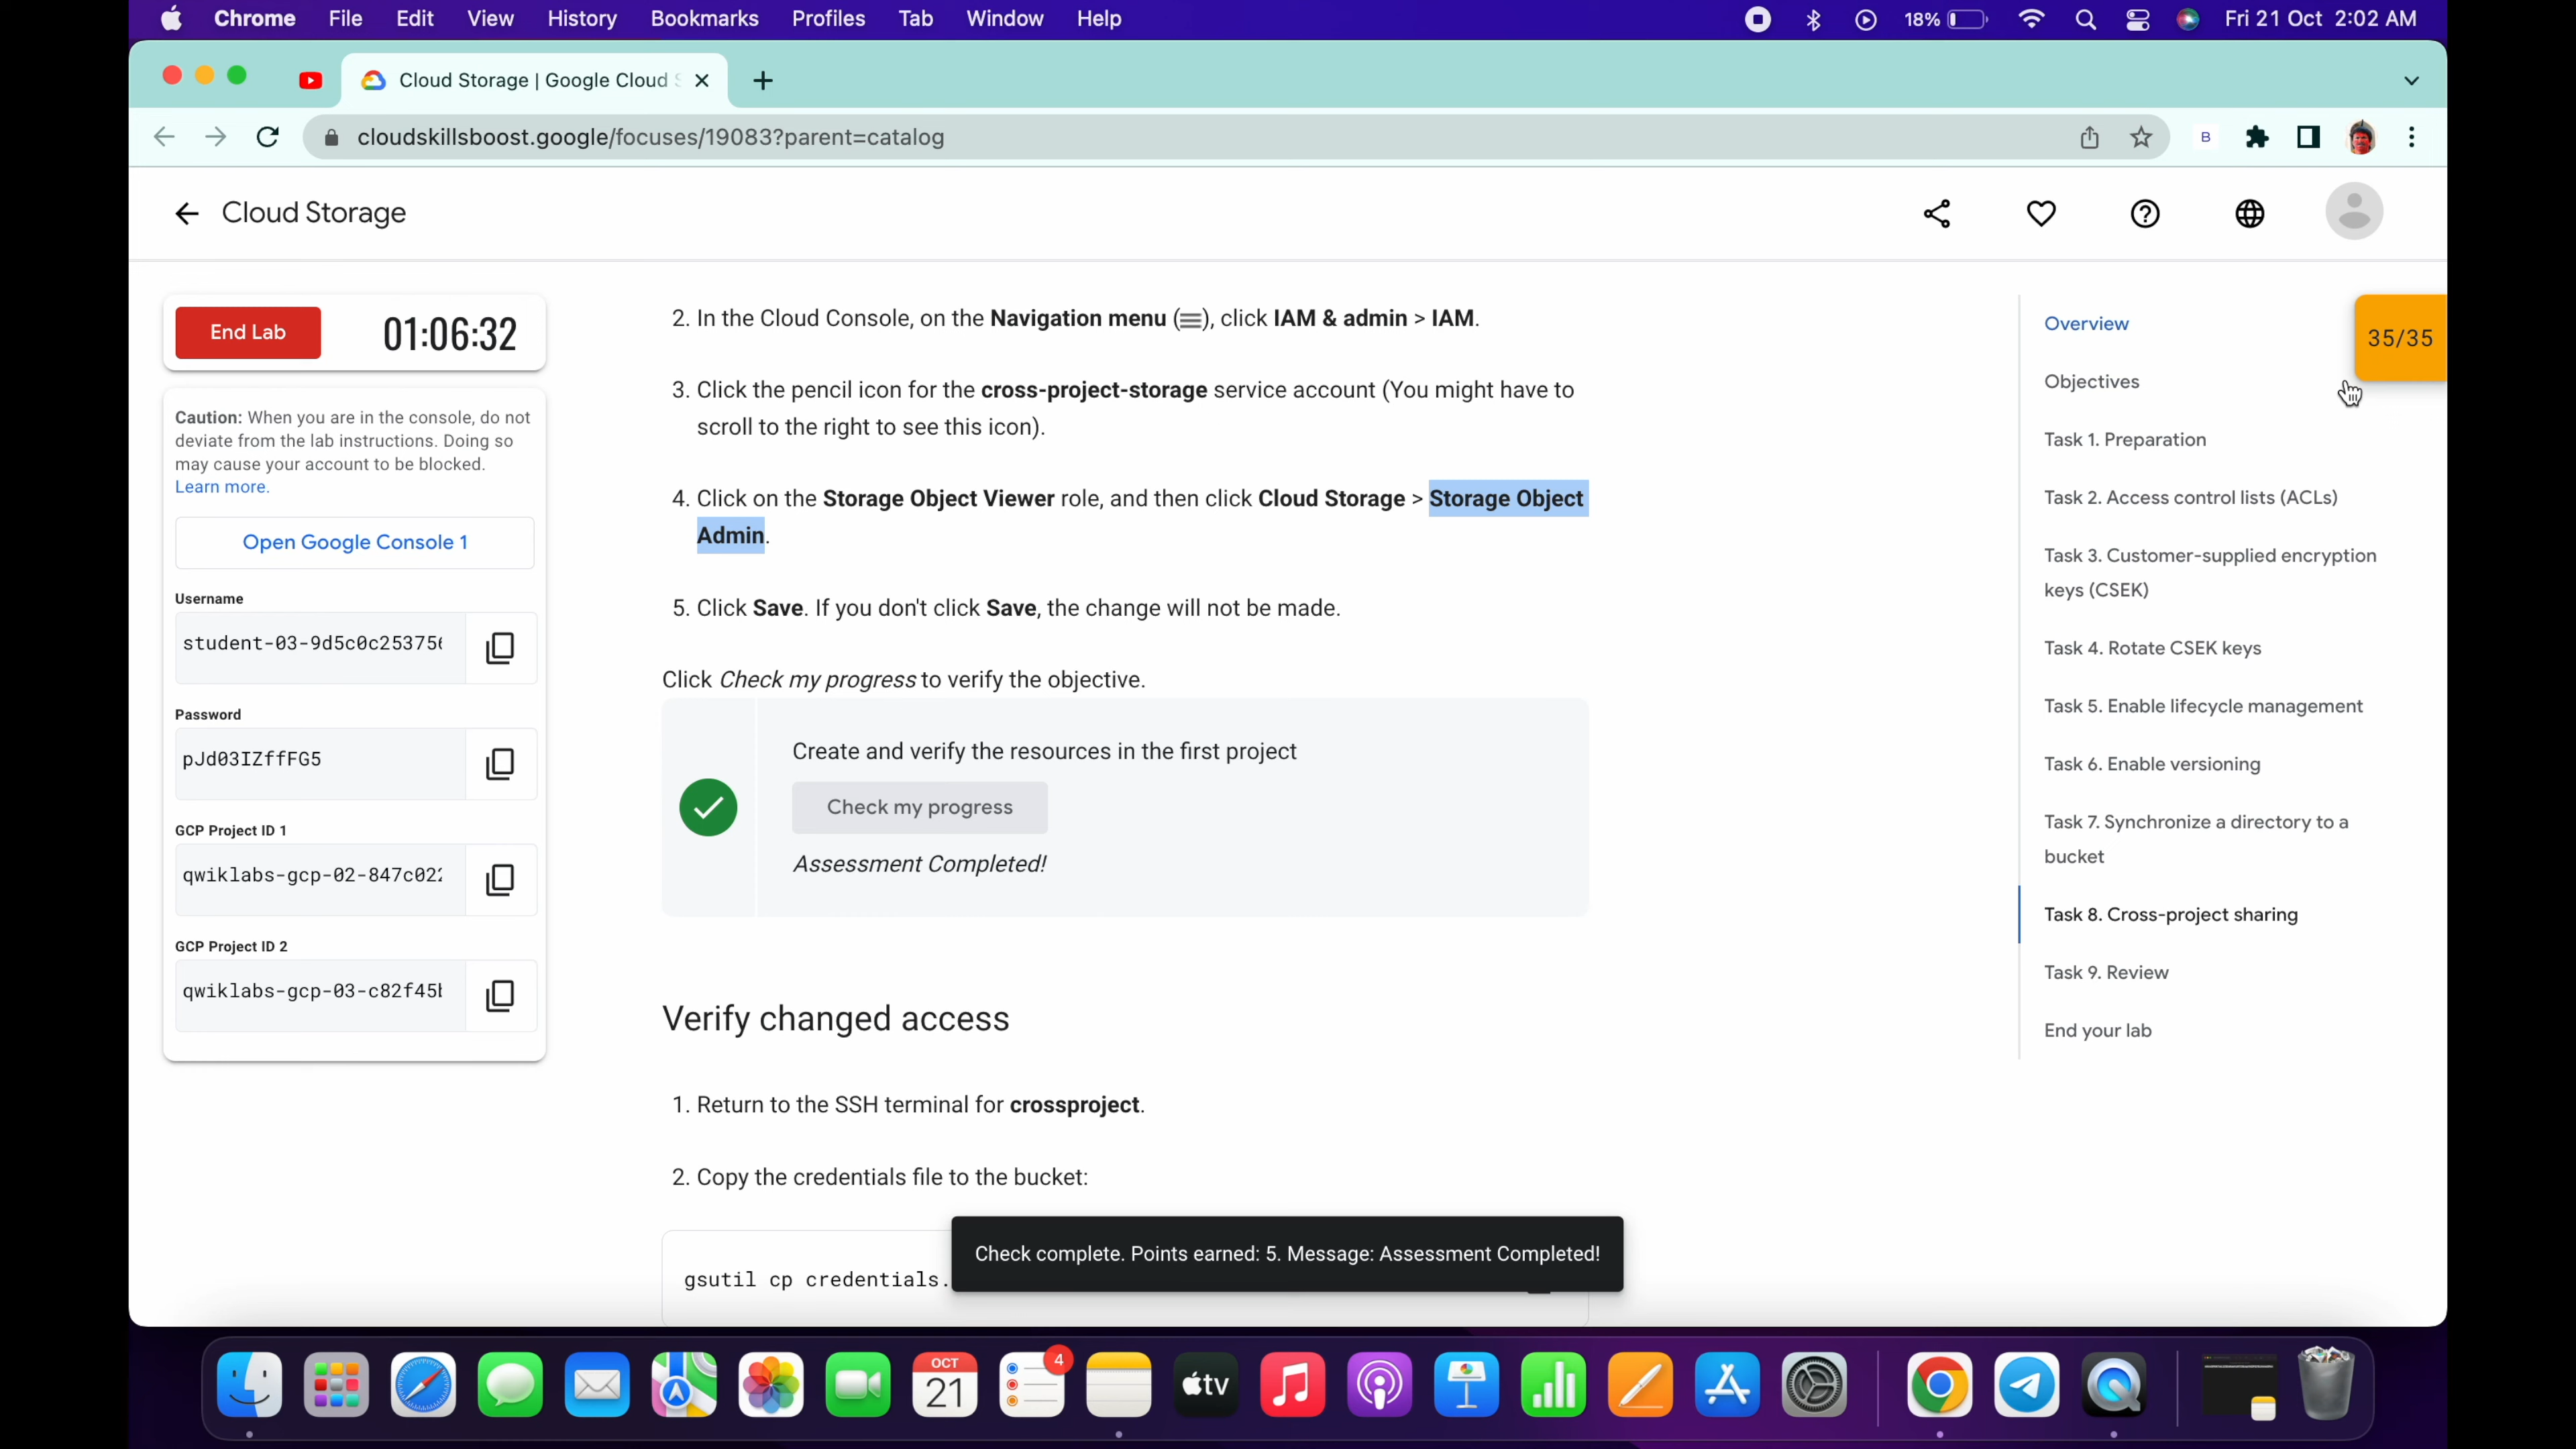 Chrome File Edit View History Bookmarks Profiles Tab Window Help 18% Fri 21 Oct 2:02 AM
Cloud Storage | Google Cloud
cloudskillsboost.google/focuses/19083?parent=catalog
B
Cloud Storage
End Lab 01:06:32
Caution: When you are in the console, do not
deviate from the lab instructions. Doing so
may cause your account to be blocked.
Learn more.
Open Google Console 1
Username
student-03-9d5c0c25375
Password
pJd03IZffFG5
GCP Project ID 1
qwiklabs-gcp-02-847c022
GCP Project ID 2
qwiklabs-gcp-03-c82f45
2. In the Cloud Console, on the Navigation menu (), click IAM & admin > IAM.
3. Click the pencil icon for the cross-project-storage service account (You might have to
scroll to the right to see this icon).
4. Click on the Storage Object Viewer role, and then click Cloud Storage > Storage Object
Admin.
5. Click Save. If you don't click Save, the change will not be made.
Click Check my progress to verify the objective.
Create and verify the resources in the first project
Check my progress
Assessment Completed!
Verify changed access
1. Return to the SSH terminal for crossproject.
2. Copy the credentials file to the bucket:
gsutil cp credentials.
Check complete. Points earned: 5. Message: Assessment Completed!
Overview
35/35
Objectives
Task 1. Preparation
Task 2. Access control lists (ACLs)
Task 3. Customer-supplied encryption
keys (CSEK)
Task 4. Rotate CSEK keys
Task 5. Enable lifecycle management
Task 6. Enable versioning
Task 7. Synchronize a directory to a
bucket
Task 8. Cross-project sharing
Task 9. Review
End your lab
OCT
21
4
tv